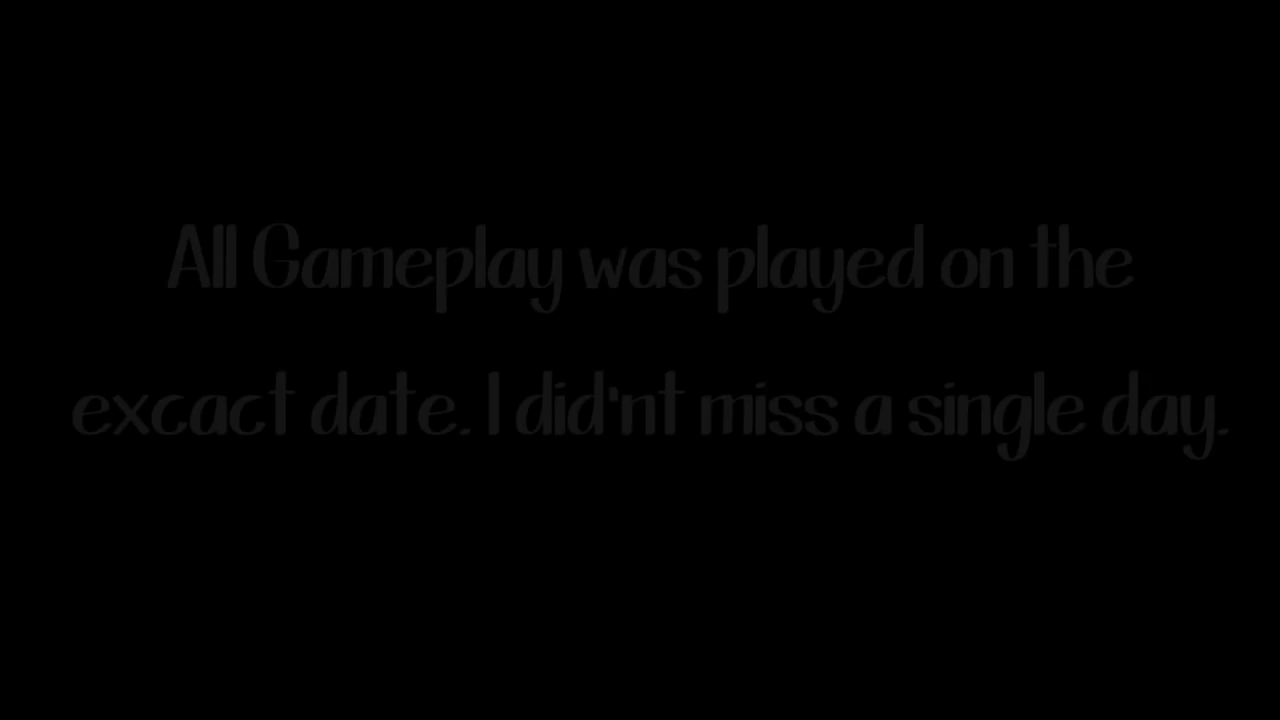 All Gameplay was played on the
excact date. I did'nt miss a single day.